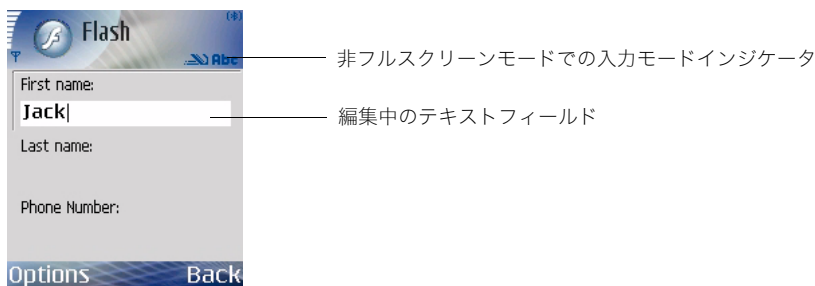 Flash
Abc
非フルスクリーンモードでの入力モードインジケータ
First name:
Jack
編集中のテキストフィールド
Last name:
Phone Number:
Options
Back